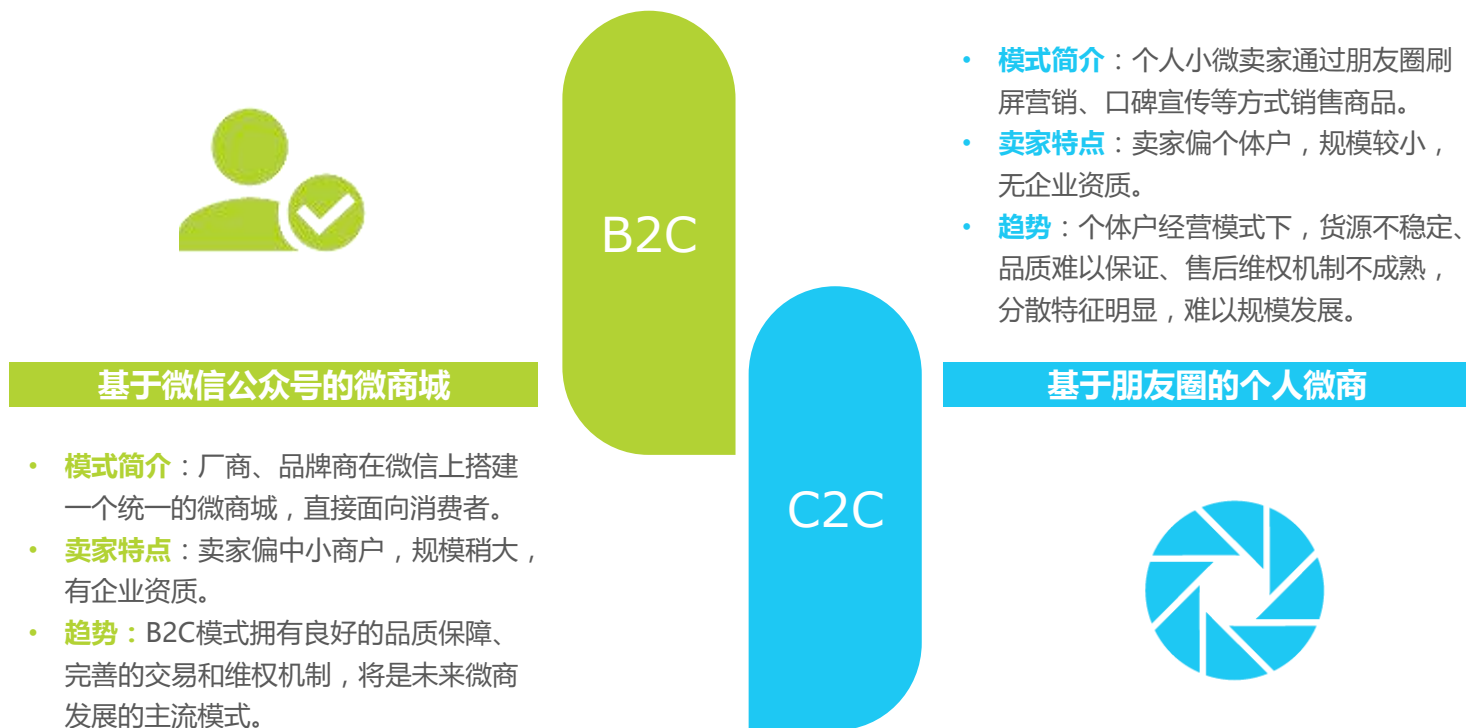 B2C
基于微信公众号的微商城
• 模式简介：厂商、品牌商在微信上搭建
一个统一的微商城，直接面向消费者。
• 卖家特点：卖家偏中小商户，规模稍大，
有企业资质。
• 趋势：B2C模式拥有良好的品质保障、
完善的交易和维权机制，将是未来微商
发展的主流模式。
C2C
• 模式简介：个人小微卖家通过朋友圈刷
屏营销、口碑宣传等方式销售商品。
• 卖家特点：卖家偏个体户，规模较小，
无企业资质。
• 趋势：个体户经营模式下，货源不稳定、
品质难以保证、售后维权机制不成熟，
分散特征明显，难以规模发展。
基于朋友圈的个人微商